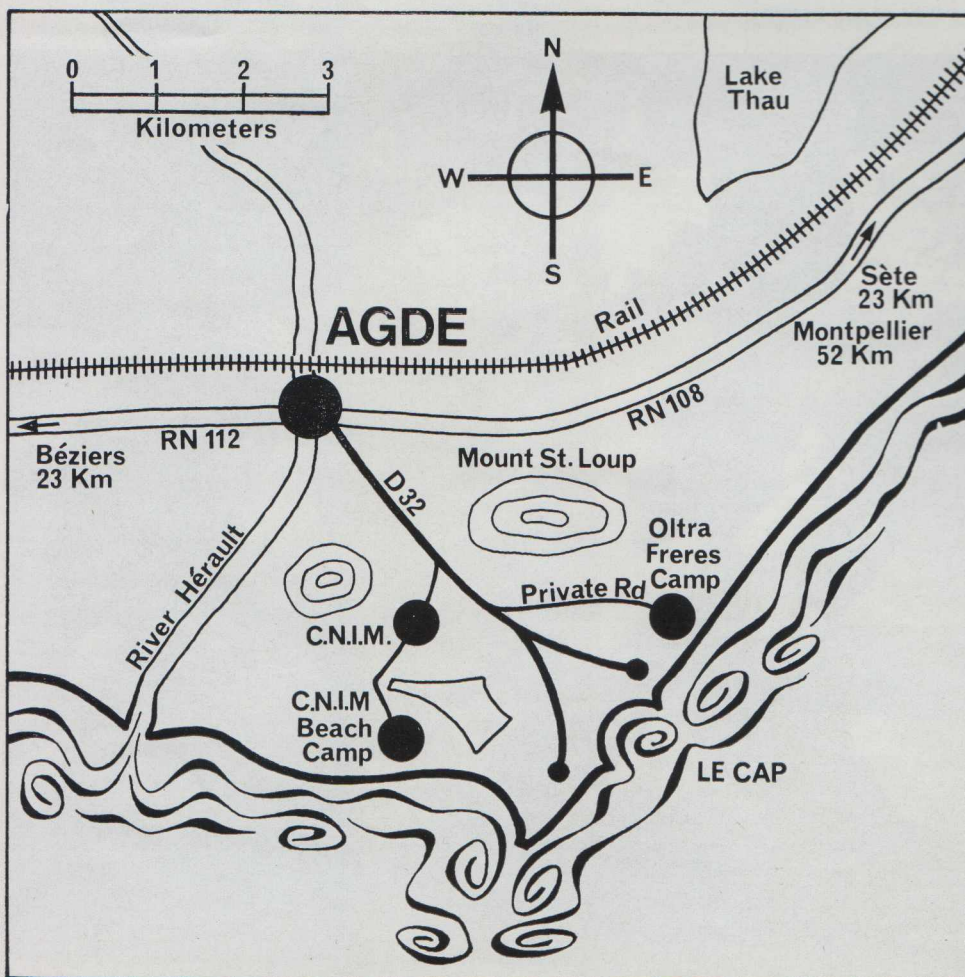 0 1 2 3
Kilometers
N
W E
S
Lake
Thau
AGDE
Rail
Sète
23 Km
Montpellier
52 Km
RN 108
RN 112
Béziers
23 Km
D 32
Mount St. Loup
River Hérault
Oltra
Freres
Camp
Private Rd
C.N.I.M.
C.N.I.M
Beach
Camp
LE CAP